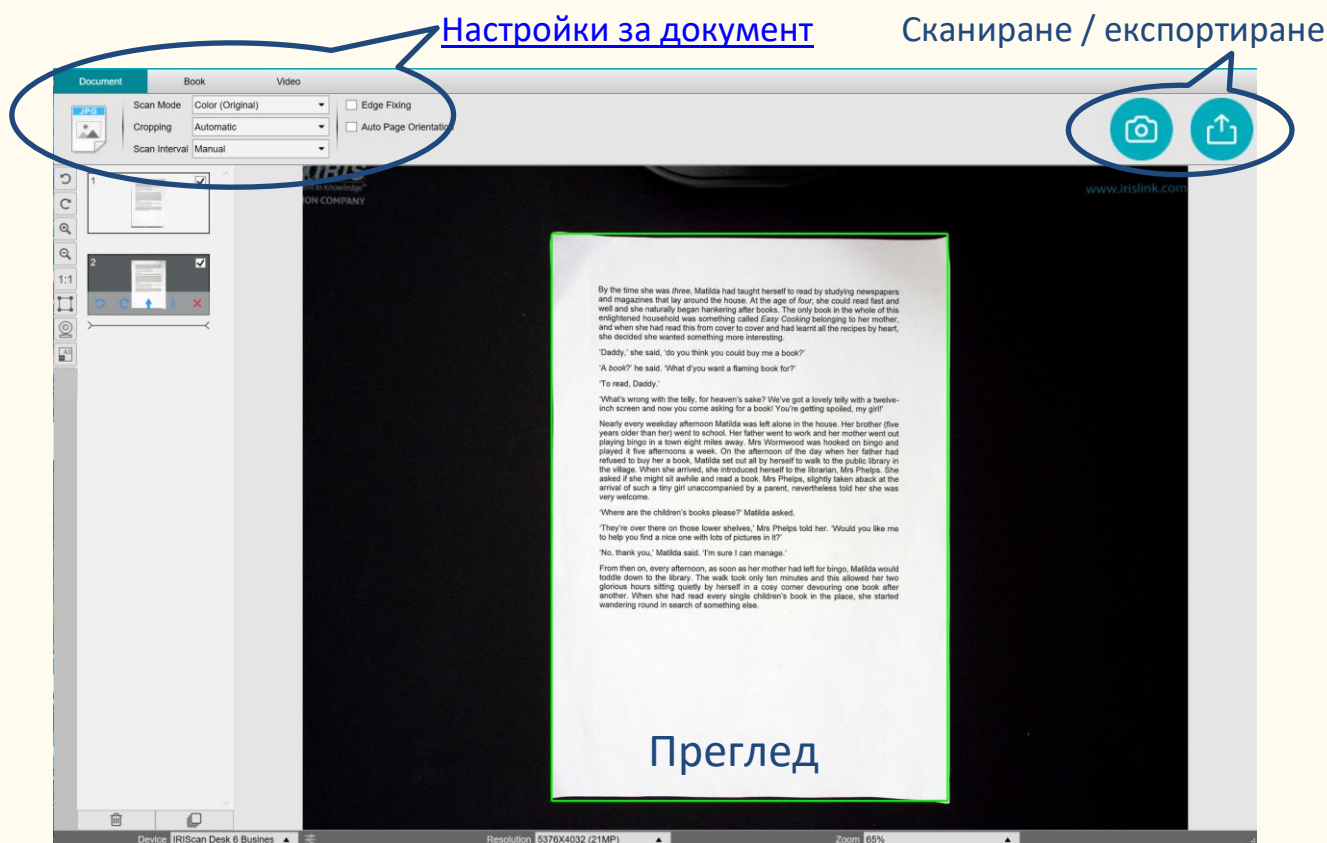 Настройки за документ
Сканиране / експортиране
Document
Book
Video
JPG
Scan Mode
Color (Original)
Cropping
Automatic
Scan Interval
Manual
Edge Fixing
Auto Page Orientation
1
2
1:1
A3
IRIS
to Knowledge
ON COMPANY
www.irislink.com
By the time she was three, Matilda had taught herself to read by studying newspapers
and magazines that lay around the house. At the age of four, she could read fast and
well and she naturally began hankering after books. The only book in the whole of this
enlightened household was something called Easy Cooking belonging to her mother,
and when she had read this from cover to cover and had learnt all the recipes by heart,
she decided she wanted something more interesting.
'Daddy,' she said, 'do you think you could buy me a book?'
'A book?' he said. 'What d'you want a flaming book for?'
'To read, Daddy.'
'What's wrong with the telly, for heaven's sake? We've got a lovely telly with a twelve-
inch screen and now you come asking for a book! You're getting spoiled, my girl!'
Nearly every weekday afternoon Matilda was left alone in the house. Her brother (five
years older than her) went to school. Her father went to work and her mother went out
playing bingo in a town eight miles away. Mrs Wormwood was hooked on bingo and
played it five afternoons a week. On the afternoon of the day when her father had
refused to buy her a book, Matilda set out all by herself to walk to the public library in
the village. When she arrived, she introduced herself to the librarian, Mrs Phelps. She
asked if she might sit awhile and read a book. Mrs Phelps, slightly taken aback at the
arrival of such a tiny girl unaccompanied by a parent, nevertheless told her she was
very welcome.
'Where are the children's books please?' Matilda asked.
'They're over there on those lower shelves,' Mrs Phelps told her. 'Would you like me
to help you find a nice one with lots of pictures in it?'
'No, thank you,' Matilda said. 'I'm sure I can manage.'
From then on, every afternoon, as soon as her mother had left for bingo, Matilda would
toddle down to the library. The walk took only ten minutes and this allowed her two
glorious hours sitting quietly by herself in a cosy corner devouring one book after
another. When she had read every single children's book in the place, she started
wandering round in search of something else.
Преглед
Device
IRIScan Desk 6 Busines
Resolution
5376X4032 (21MP)
Zoom
65%